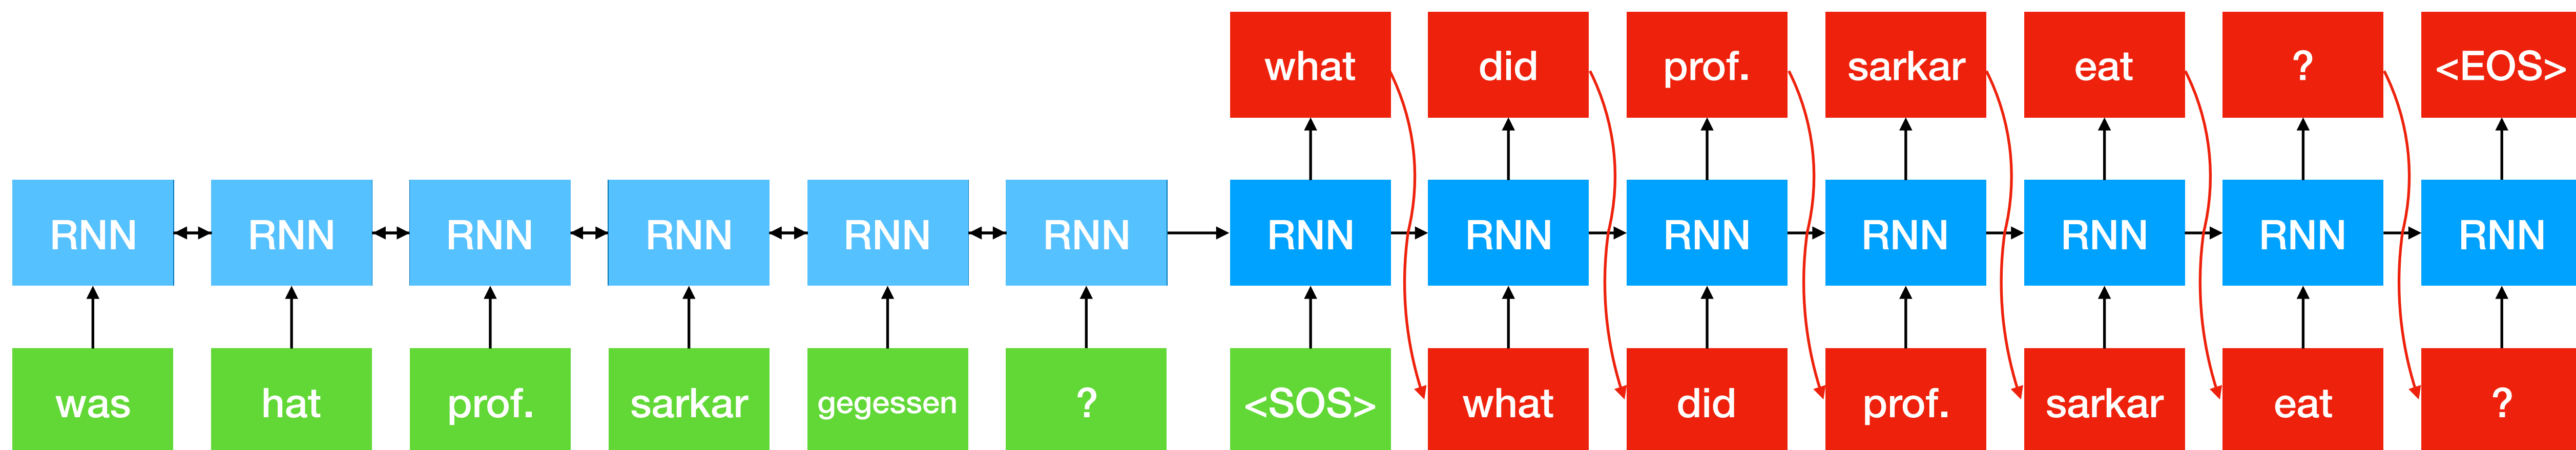 what did prof. sarkar eat ? <EOS>
RNN RNN RNN RNN RNN RNN RNN RNN RNN RNN RNN RNN RNN
was hat prof. sarkar gegessen ? <SOS> what did prof. sarkar eat ?